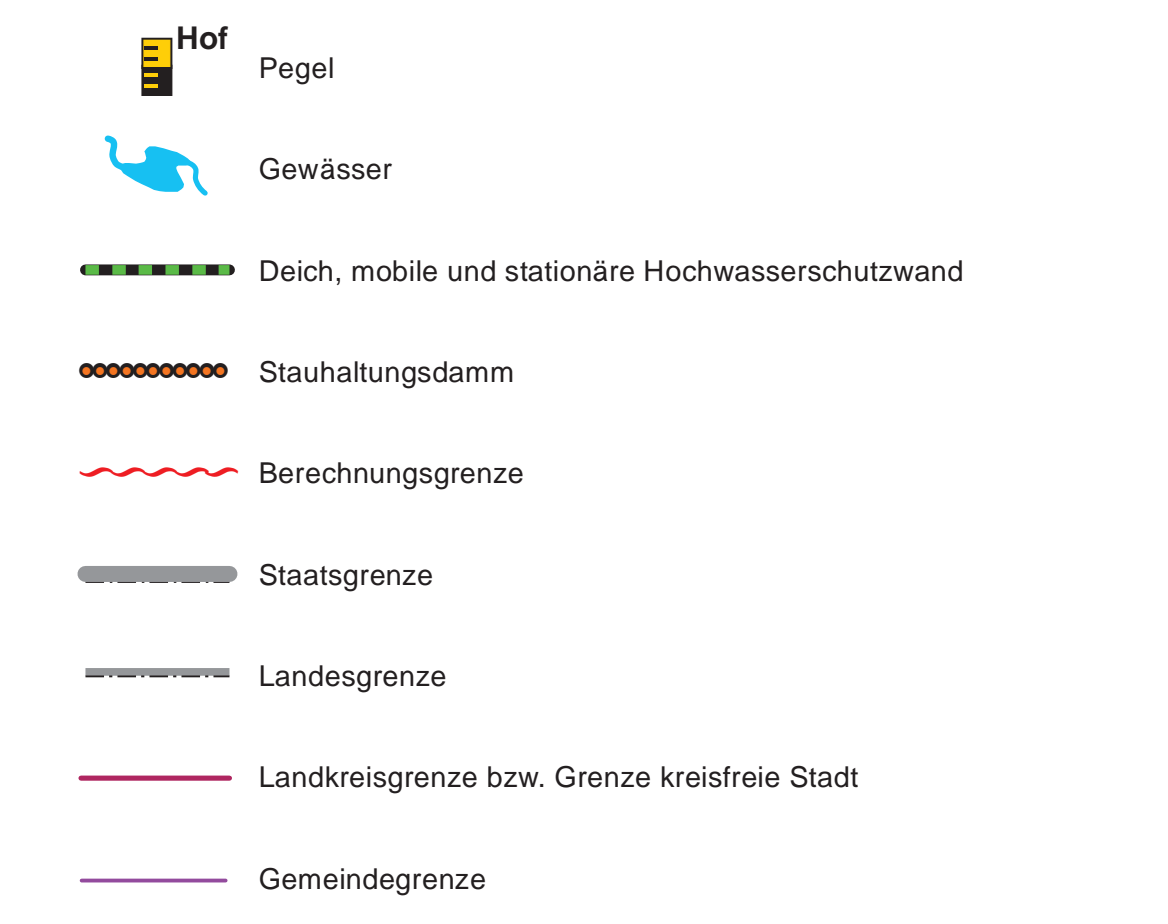 Hof
Pegel
Gewässer
Deich, mobile und stationäre Hochwasserschutzwand
Stauhaltungsdamm
Berechnungsgrenze
Staatsgrenze
Landesgrenze
Landkreisgrenze bzw. Grenze kreisfreie Stadt
Gemeindegrenze